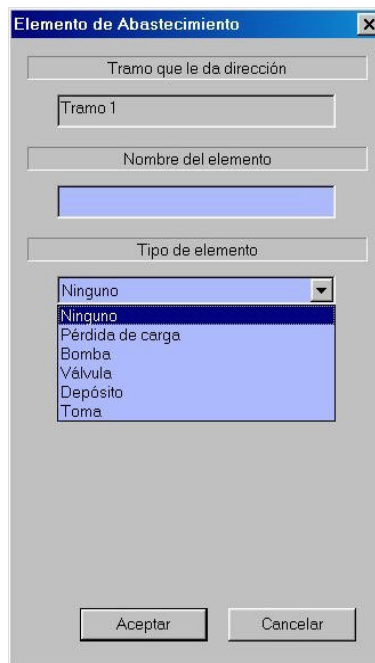 Elemento de Abastecimiento
Tramo que le da dirección
Tramo 1
Nombre del elemento
Tipo de elemento
Ninguno
Ninguno
Pérdida de carga
Bomba
Válvula
Depósito
Toma
Aceptar Cancelar